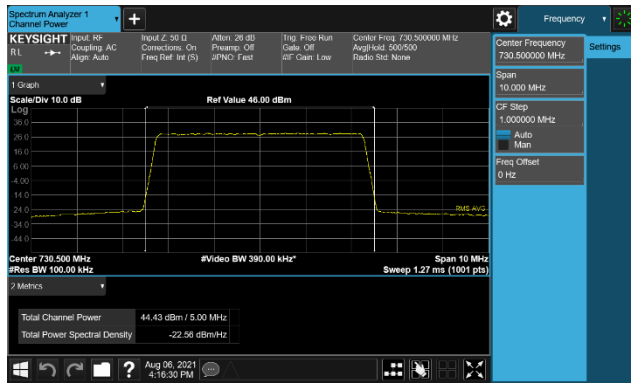 Spectrum Analyzer 1
Channel Power
Frequency
KEYSIGHT
RL
Input: RF
Coupling: AC
Align: Auto
Input Z: 50 Ω
Corrections: On
Freq Ref: Int (S)
Atten: 26 dB
Preamp: Off
#PNO: Fast
Trig: Free Run
Gate: Off
#IF Gain: Low
Center Freq: 730.500000 MHz
Avg|Hold: 500/500
Radio Std: None
Center Frequency
730.500000 MHz
Settings
Span
10.000 MHz
CF Step
1.000000 MHz
Auto
Man
Freq Offset
0 Hz
1 Graph
Scale/Div 10.0 dB
Ref Value 46.00 dBm
Log
36.0
26.0
16.0
6.00
-4.00
-14.0
-24.0
-34.0
-44.0
RMS AVG
Center 730.500 MHz
#Video BW 390.00 kHz*
Span 10 MHz
#Res BW 100.00 kHz
Sweep 1.27 ms (1001 pts)
2 Metrics
Total Channel Power 44.43 dBm / 5.00 MHz
Total Power Spectral Density -22.56 dBm/Hz
Aug 06, 2021
4:16:30 PM